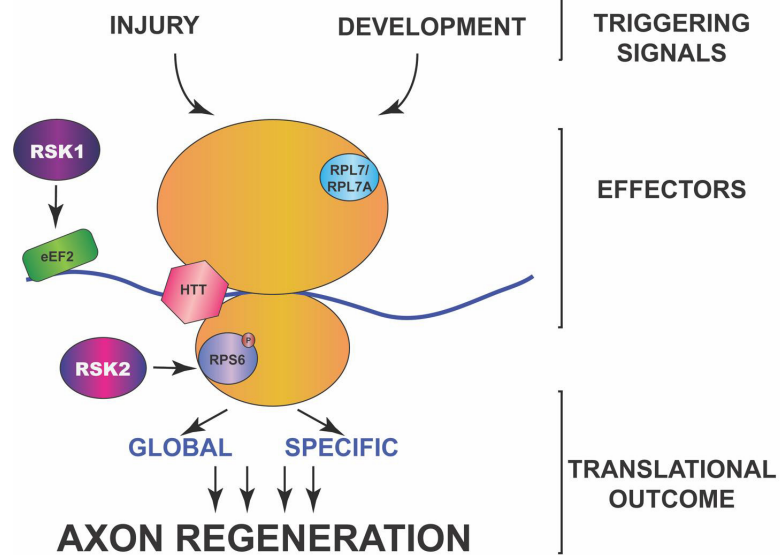 INJURY
DEVELOPMENT
TRIGGERING
SIGNALS
RSK1
RPL7/
RPL7A
EFFECTORS
eEF2
HTT
P
RPS6
RSK2
GLOBAL
SPECIFIC
TRANSLATIONAL
OUTCOME
AXON REGENERATION